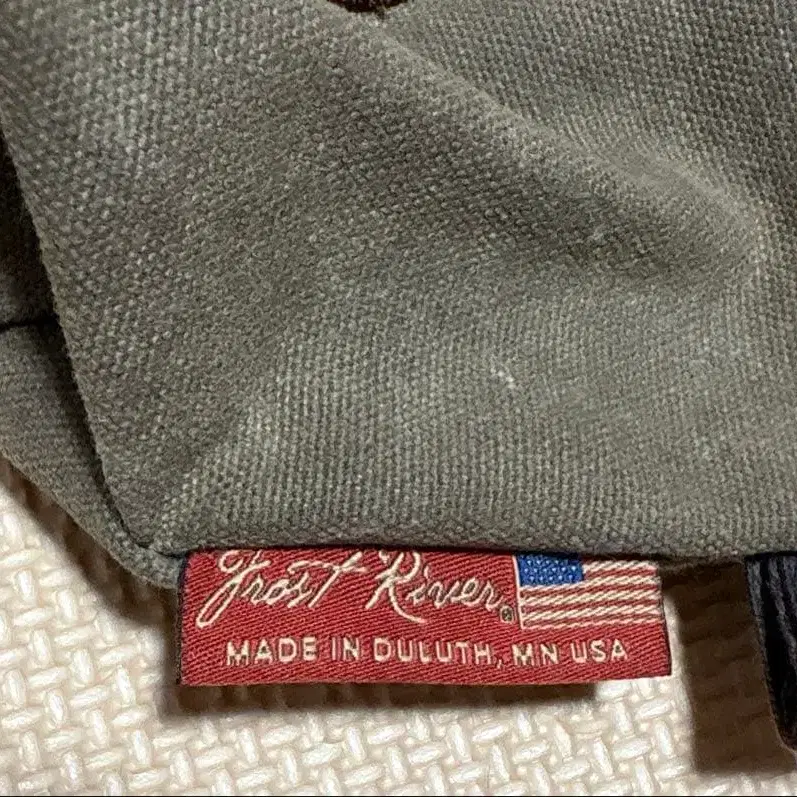 Frost River®
MADE IN DULUTH, MN USA